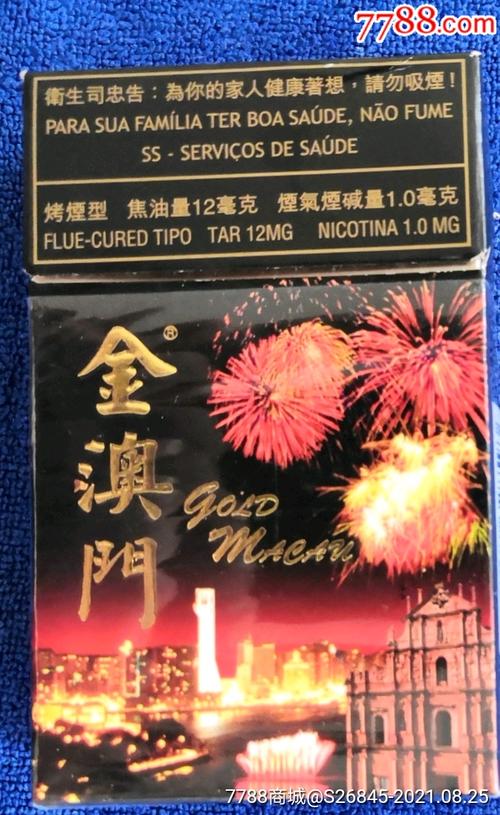 7788.com
衛生司忠告：為你的家人健康著想，請勿吸煙！
PARA SUA FAMÍLIA TER BOA SAÚDE, NÃO FUME
SS - SERVIÇOS DE SAÚDE
烤煙型 焦油量12毫克 煙氣煙碱量1.0毫克
FLUE-CURED TIPO TAR 12MG NICOTINA 1.0 MG
金澳門®
GOLD
MACAU
7788商城@S26845-2021.08.25